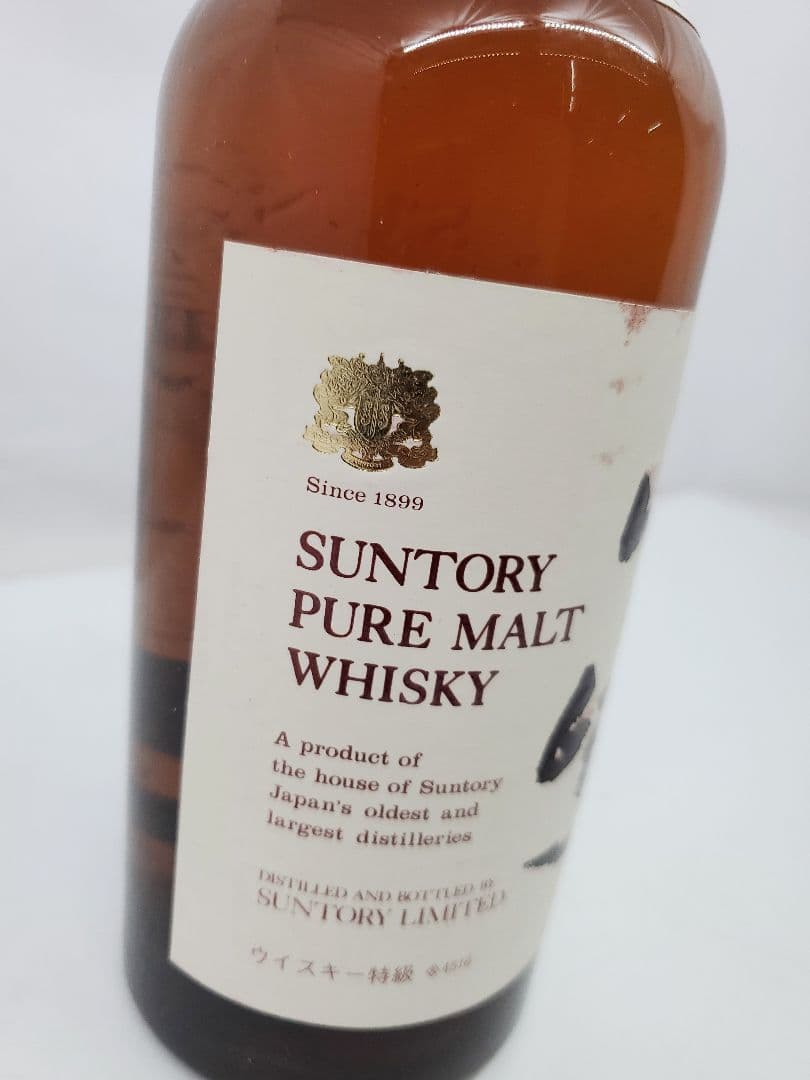 Since 1899
SUNTORY
PURE MALT
WHISKY
A product of
the house of Suntory
Japan's oldest and
largest distilleries
DISTILLED AND BOTTLED BY
SUNTORY LIMITED
ウイスキー特級